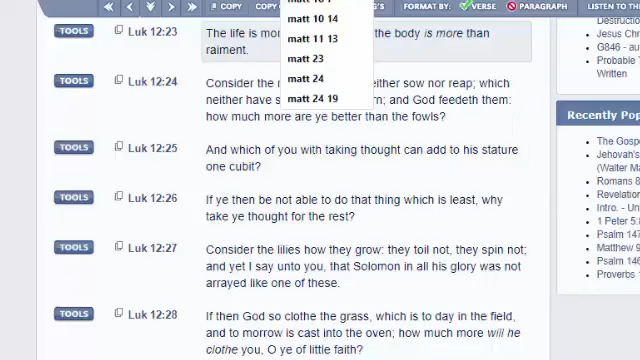 COPY
COPY
'S
FORMAT BY:
VERSE
PARAGRAPH
LISTEN TO THE
matt 10 14
matt 11 13
matt 23
matt 24
matt 24 19
TOOLS Luk 12:23 The life is mor the body is more than
raiment.
TOOLS Luk 12:24 Consider the either sow nor reap; which
neither have s rn; and God feedeth them:
how much more are ye better than the fowls?
TOOLS Luk 12:25 And which of you with taking thought can add to his stature
one cubit?
TOOLS Luk 12:26 If ye then be not able to do that thing which is least, why
take ye thought for the rest?
TOOLS Luk 12:27 Consider the lilies how they grow: they toil not, they spin not;
and yet I say unto you, that Solomon in all his glory was not
arrayed like one of these.
TOOLS Luk 12:28 If then God so clothe the grass, which is to day in the field,
and to morrow is cast into the oven; how much more will he
clothe you, O ye of little faith?
Destruction
Jesus Chri
G846 - au
Probable
Written
Recently Pop
The Gosp
Jehovah's
(Walter Ma
Romans 8
Revelation
Intro. - Un
1 Peter 5:
Psalm 147
Matthew 9
Psalm 146
Proverbs